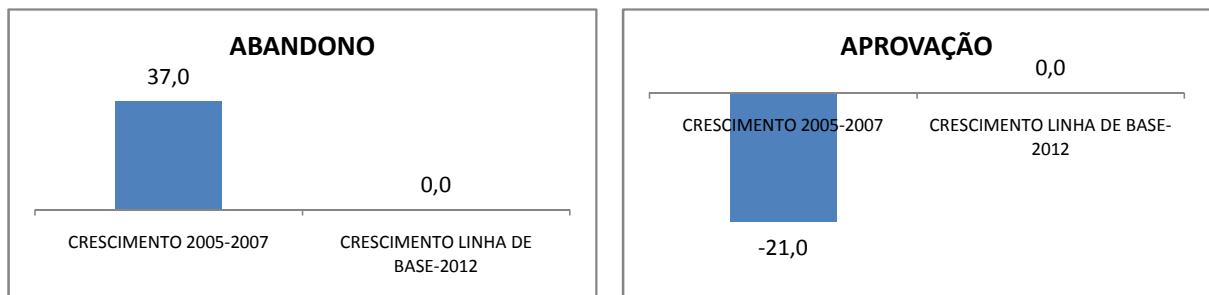 ABANDONO
37,0
0,0
CRESCIMENTO 2005-2007
CRESCIMENTO LINHA DE
BASE-2012
APROVAÇÃO
0,0
CRESCIMENTO 2005-2007
CRESCIMENTO LINHA DE BASE-
2012
-21,0